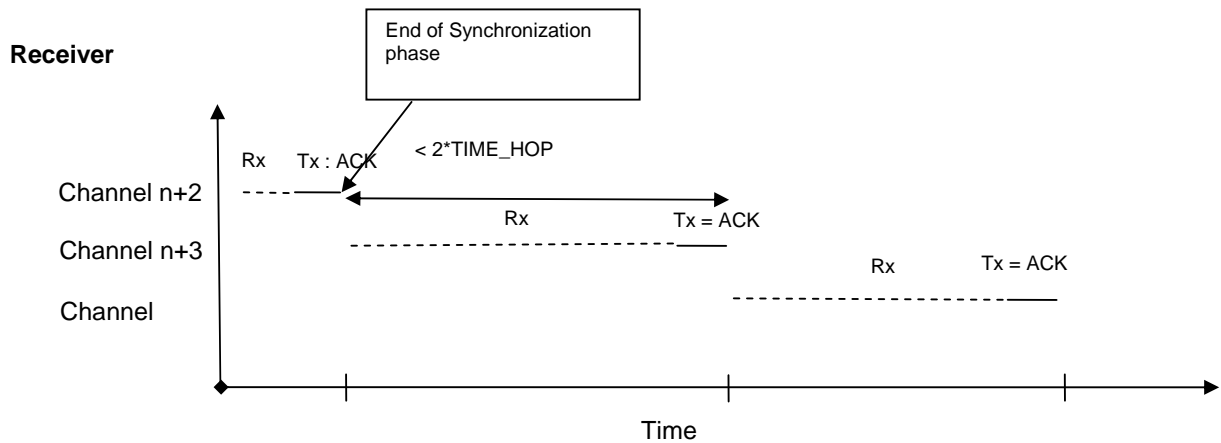 End of Synchronization
phase
Receiver
Rx
Tx : ACK
< 2*TIME_HOP
Channel n+2
Rx
Tx = ACK
Channel n+3
Rx
Tx = ACK
Channel
Time